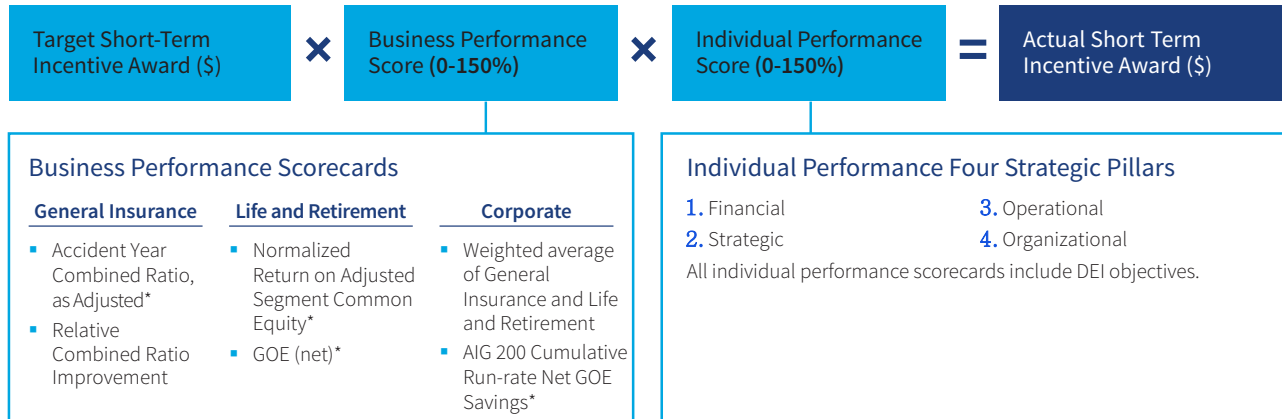 Target Short-Term
Incentive Award ($)
×
Business Performance
Score (0-150%)
×
Individual Performance
Score (0-150%)
=
Actual Short Term
Incentive Award ($)
Business Performance Scorecards
General Insurance
▪ Accident Year
Combined Ratio,
as Adjusted*
▪ Relative
Combined Ratio
Improvement
Life and Retirement
▪ Normalized
Return on Adjusted
Segment Common
Equity*
▪ GOE (net)*
Corporate
▪ Weighted average
of General
Insurance and Life
and Retirement
▪ AIG 200 Cumulative
Run-rate Net GOE
Savings*
Individual Performance Four Strategic Pillars
1. Financial
2. Strategic
3. Operational
4. Organizational
All individual performance scorecards include DEI objectives.